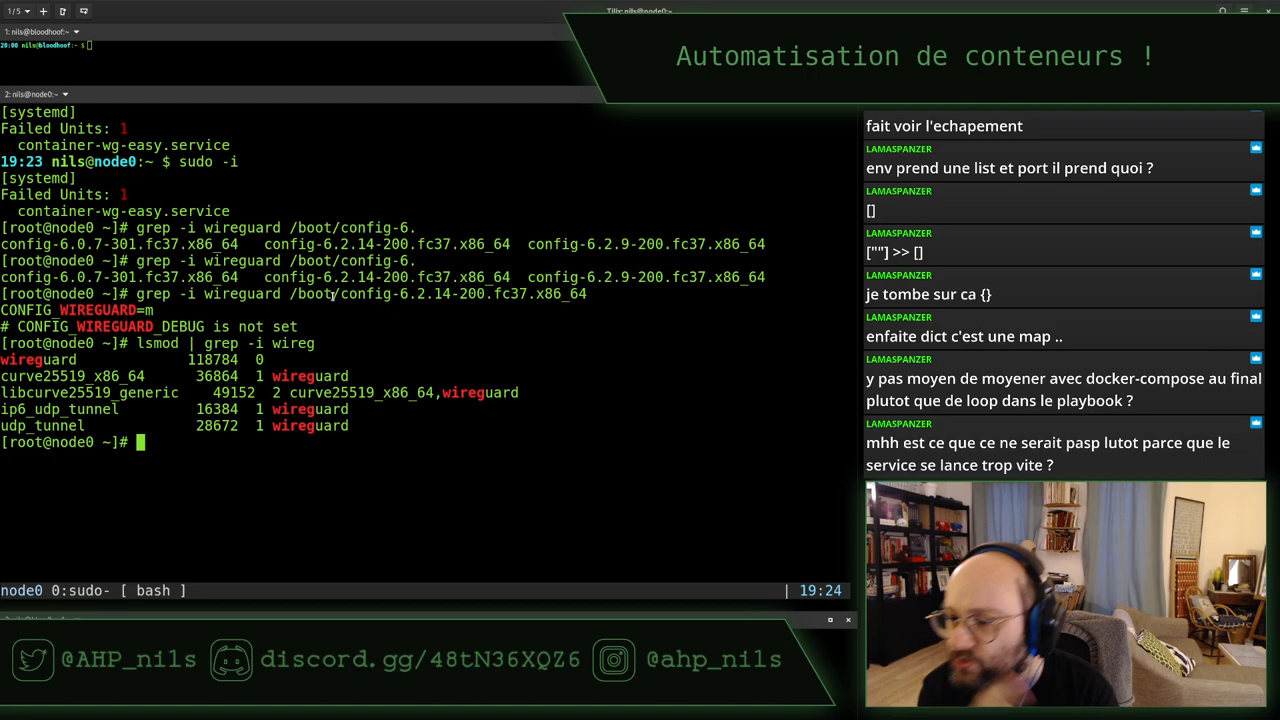 1/5
Tilix: nils@node0:~
1: nils@bloodhoof:~
20:00 nils@bloodhoof:~ $
Automatisation de conteneurs !
2: nils@node0:~
[systemd]
Failed Units: 1
container-wg-easy.service
19:23 nils@node0:~ $ sudo -i
[systemd]
Failed Units: 1
container-wg-easy.service
[root@node0 ~]# grep -i wireguard /boot/config-6.
config-6.0.7-301.fc37.x86_64 config-6.2.14-200.fc37.x86_64 config-6.2.9-200.fc37.x86_64
[root@node0 ~]# grep -i wireguard /boot/config-6.
config-6.0.7-301.fc37.x86_64 config-6.2.14-200.fc37.x86_64 config-6.2.9-200.fc37.x86_64
[root@node0 ~]# grep -i wireguard /boot/config-6.2.14-200.fc37.x86_64
CONFIG_WIREGUARD=m
# CONFIG_WIREGUARD_DEBUG is not set
[root@node0 ~]# lsmod | grep -i wireg
wireguard 118784 0
curve25519_x86_64 36864 1 wireguard
libcurve25519_generic 49152 2 curve25519_x86_64,wireguard
ip6_udp_tunnel 16384 1 wireguard
udp_tunnel 28672 1 wireguard
[root@node0 ~]#
node0 0:sudo- [ bash ] | 19:24
fait voir l'echapement
LAMASPANZER
env prend une list et port il prend quoi ?
LAMASPANZER
[]
LAMASPANZER
[""] >> []
LAMASPANZER
je tombe sur ca {}
LAMASPANZER
enfaite dict c'est une map ..
LAMASPANZER
y pas moyen de moyener avec docker-compose au final
plutot que de loop dans le playbook ?
LAMASPANZER
mhh est ce que ce ne serait pasp lutot parce que le
service se lance trop vite ?
@AHP_nils discord.gg/48tN36XQZ6 @ahp_nils